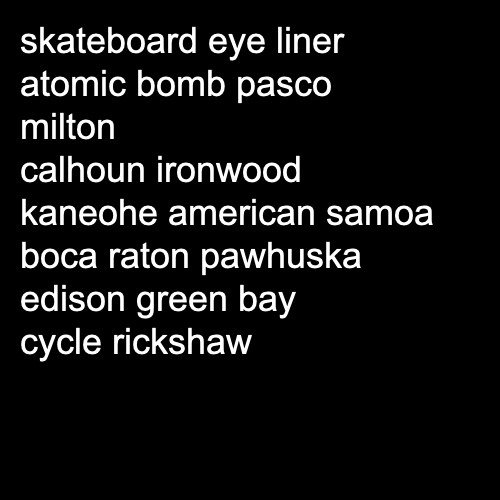 skateboard eye liner
atomic bomb pasco
milton
calhoun ironwood
kaneohe american samoa
boca raton pawhuska
edison green bay
cycle rickshaw